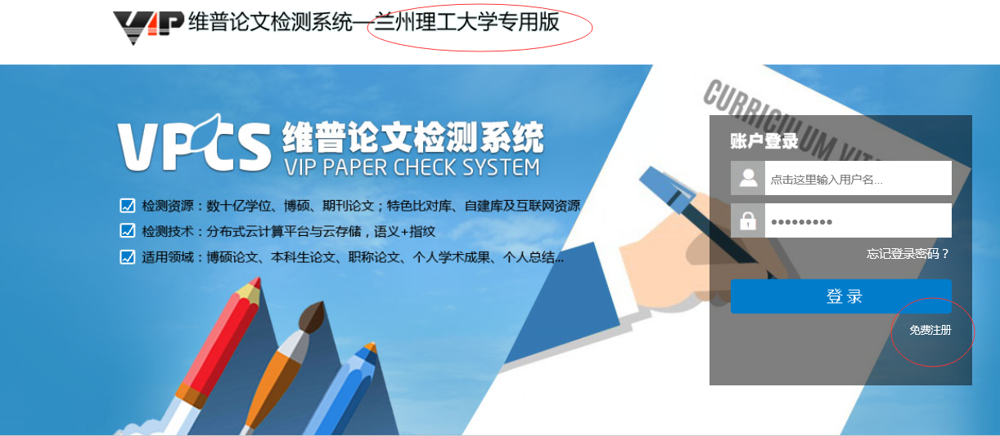 VIP 维普论文检测系统—兰州理工大学专用版
CURRICULUM VIT
VPCS 维普论文检测系统
VIP PAPER CHECK SYSTEM
检测资源：数十亿学位、博硕、期刊论文；特色比对库、自建库及互联网资源
检测技术：分布式云计算平台与云存储，语义+指纹
适用领域：博硕论文、本科生论文、职称论文、个人学术成果、个人总结...
账户登录
点击这里输入用户名...
●●●●●●●●●
忘记登录密码？
登 录
免费注册